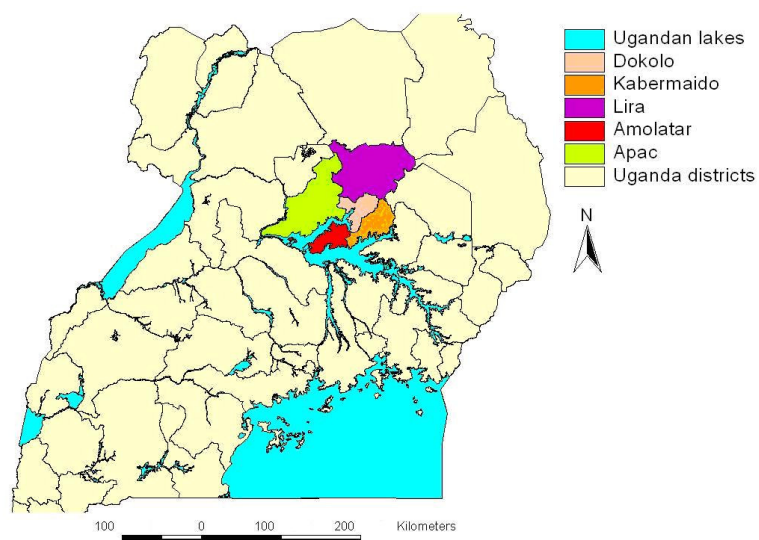 Ugandan lakes
Dokolo
Kabermaido
Lira
Amolatar
Apac
Uganda districts
N
100 0 100 200 Kilometers